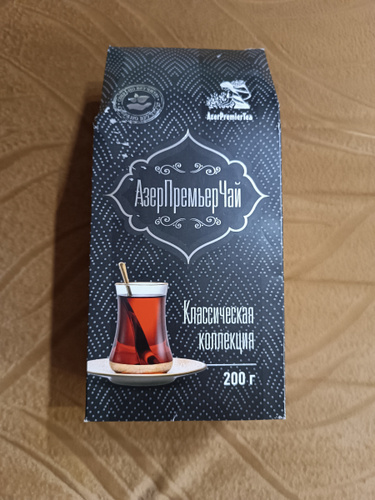 AzerPremierTea
АзерПремьерЧай
Классическая
коллекция
200 г